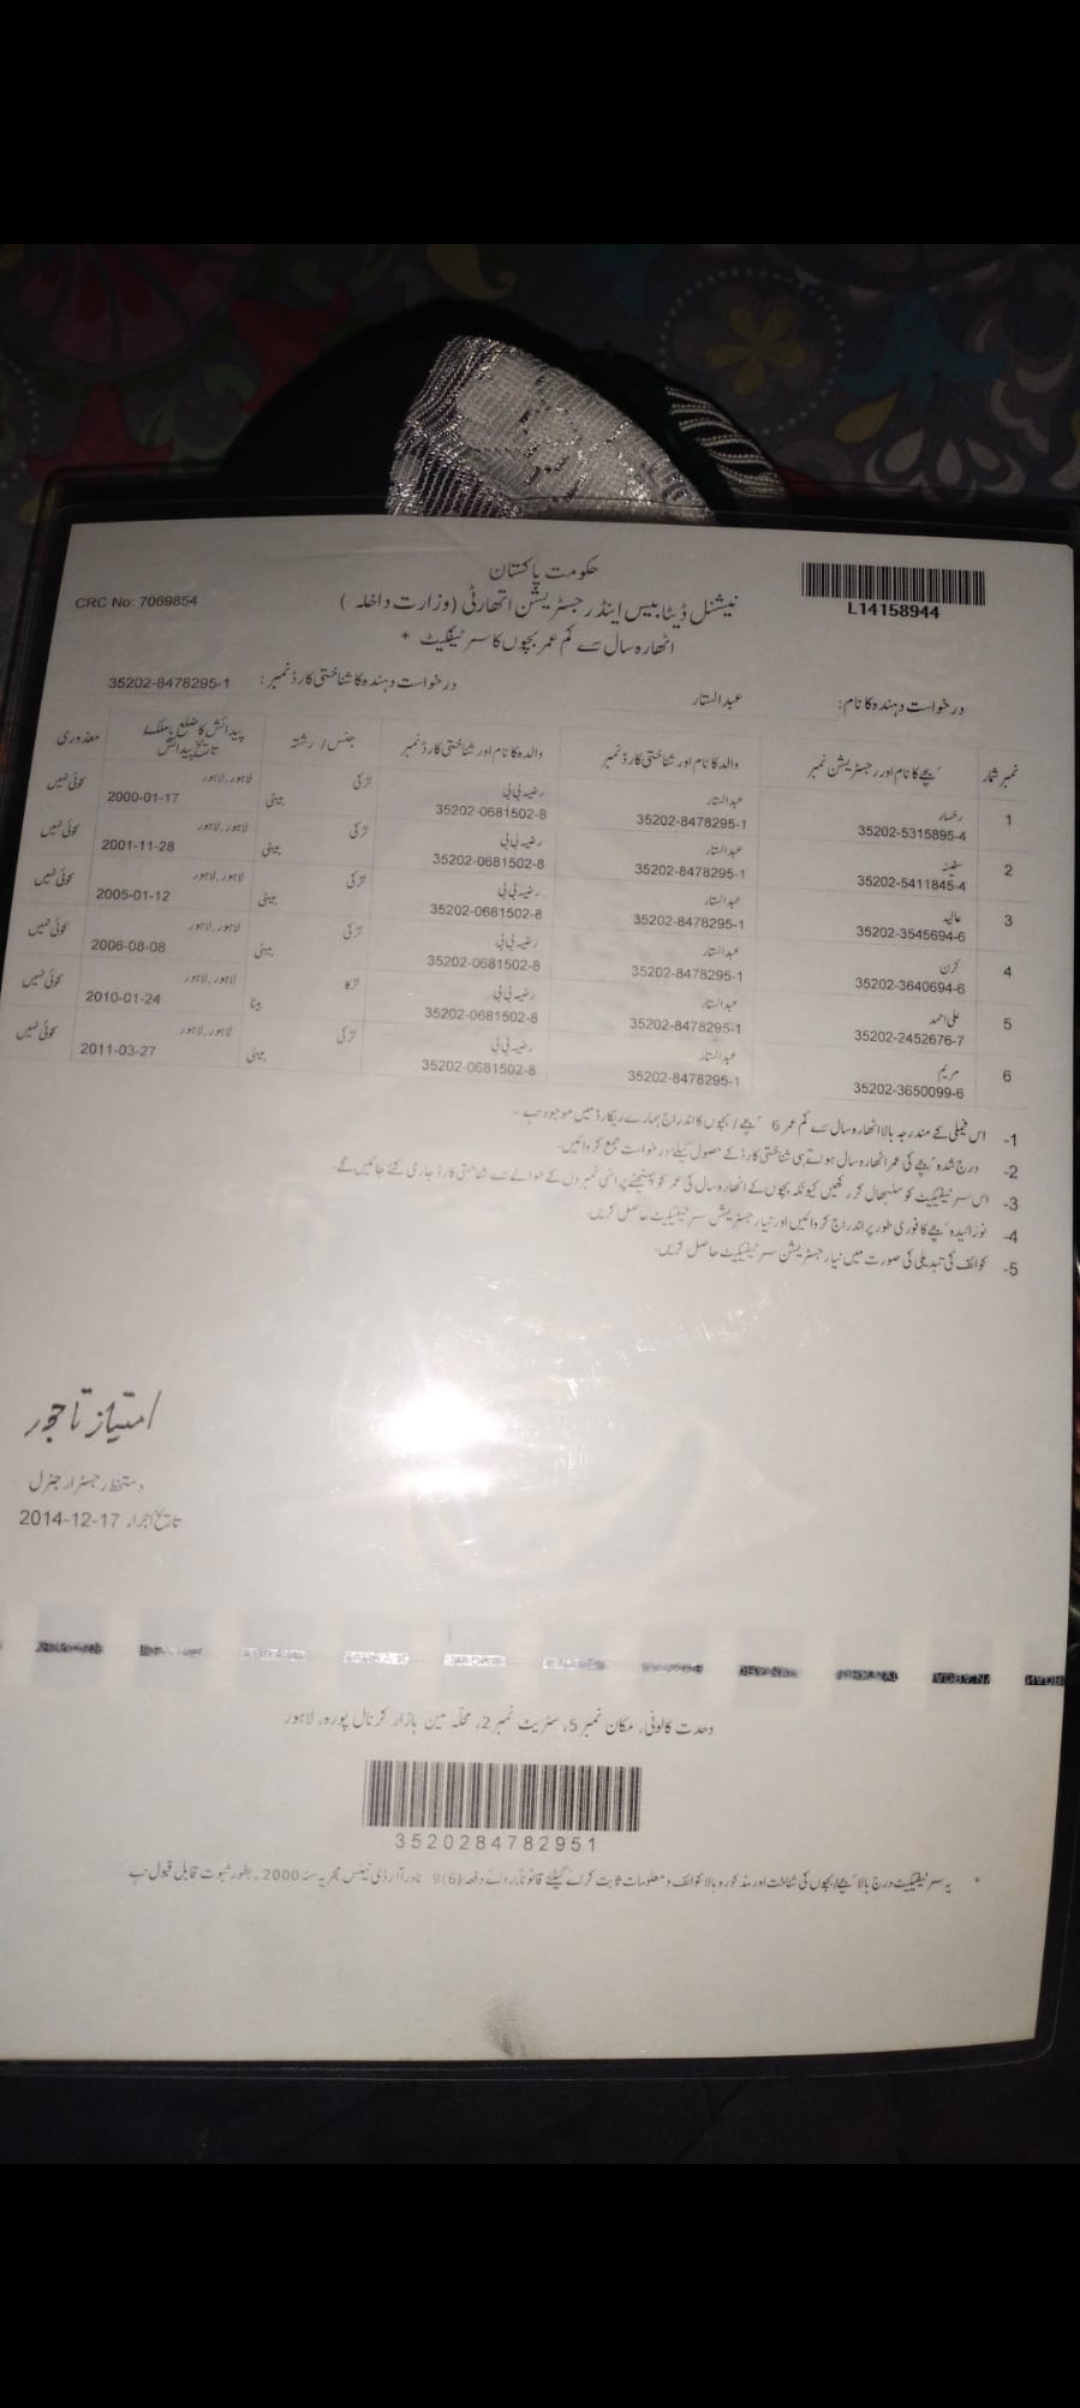 حکومت پاکستان
L14158944
CRC No: 7069854
نیشنل ڈیٹا بیس اینڈ رجسٹریشن اتھارٹی (وزارت داخلہ)
اٹھارہ سال سے کم عمر بچوں کا سرٹیفکیٹ *
درخواست دہندہ کا نام: عبدالستار درخواست دہندہ کا شناختی کارڈ نمبر: 35202-8478295-1
نمبر شمار بچے کا نام اور رجسٹریشن نمبر والد کا نام اور شناختی کارڈ نمبر والدہ کا نام اور شناختی کارڈ نمبر جنس / رشتہ پیدائش کا ضلع یا ملک، تاریخ پیدائش معذوری
1 رخسار عبدالستار رضیہ بی بی لڑکی لاہور، لاہور کوئی نہیں
35202-5315895-4 35202-8478295-1 35202-0681502-8 بیٹی 2000-01-17
2 سفینہ عبدالستار رضیہ بی بی لڑکی لاہور، لاہور کوئی نہیں
35202-5411845-4 35202-8478295-1 35202-0681502-8 بیٹی 2001-11-28
3 عالیہ عبدالستار رضیہ بی بی لڑکی لاہور، لاہور کوئی نہیں
35202-3545694-6 35202-8478295-1 35202-0681502-8 بیٹی 2005-01-12
4 کرن عبدالستار رضیہ بی بی لڑکی لاہور، لاہور کوئی نہیں
35202-3640694-6 35202-8478295-1 35202-0681502-8 بیٹی 2006-08-08
5 علی احمد عبدالستار رضیہ بی بی لڑکا لاہور، لاہور کوئی نہیں
35202-2452676-7 35202-8478295-1 35202-0681502-8 بیٹا 2010-01-24
6 مریم عبدالستار رضیہ بی بی لڑکی لاہور، لاہور کوئی نہیں
35202-3650099-6 35202-8478295-1 35202-0681502-8 بیٹی 2011-03-27
1- اس فیملی کے مندرجہ بالا اٹھارہ سال سے کم عمر 6 بچے / بچوں کا اندراج ہمارے ریکارڈ میں موجود ہے۔
2- درج شدہ بچے کی عمر اٹھارہ سال ہوتے ہی شناختی کارڈ کے حصول کیلئے درخواست جمع کروائیں۔
3- اس سرٹیفیکیٹ کو سنبھال کر رکھیں کیونکہ بچوں کے اٹھارہ سال کی عمر کو پہنچنے پر انہی نمبروں کے حوالے سے شناختی کارڈ جاری کئے جائیں گے۔
4- نوزائیدہ بچے کا فوری طور پر اندراج کروائیں اور نیا رجسٹریشن سرٹیفیکیٹ حاصل کریں۔
5- کوائف کی تبدیلی کی صورت میں نیا رجسٹریشن سرٹیفیکیٹ حاصل کریں۔
امتیاز تاجور
دستخط رجسٹرار جنرل
تاریخ اجراء 2014-12-17
وحدت کالونی، مکان نمبر 5، سٹریٹ نمبر 2، محلہ مین بازار کرنال پورہ، لاہور
3520284782951
* یہ سرٹیفیکیٹ درج بالا بچے / بچوں کی شناخت اور مذکورہ بالا کوائف و معلومات ثابت کرنے کیلئے قانوناً بروئے دفعہ 9(6) نادرا آرڈی نینس مجریہ سنہ 2000، بطور ثبوت قابل قبول ہے